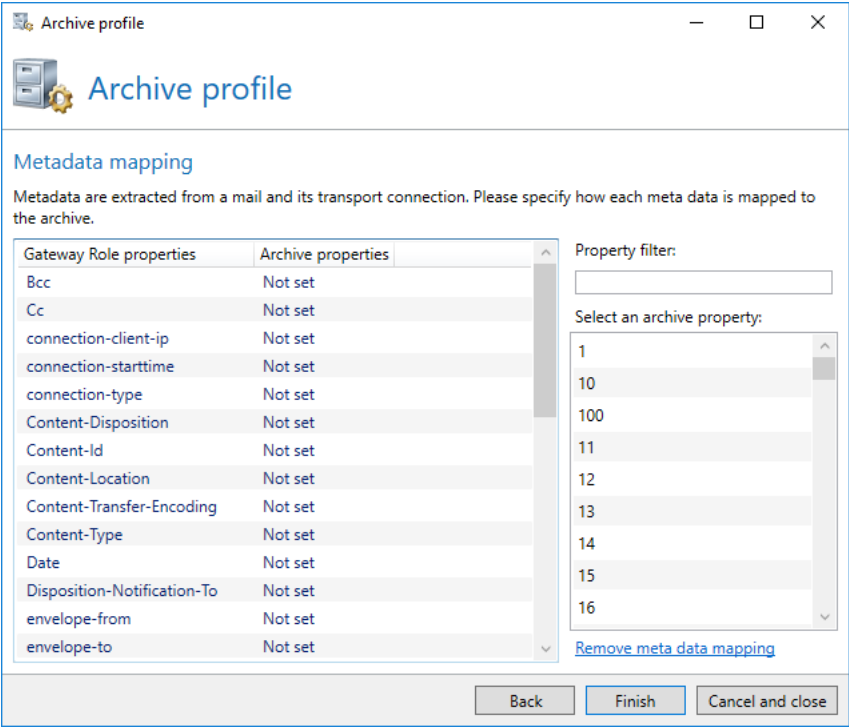 Archive profile
Archive profile
Metadata mapping
Metadata are extracted from a mail and its transport connection. Please specify how each meta data is mapped to
the archive.
Gateway Role properties Archive properties
Bcc Not set
Cc Not set
connection-client-ip Not set
connection-starttime Not set
connection-type Not set
Content-Disposition Not set
Content-Id Not set
Content-Location Not set
Content-Transfer-Encoding Not set
Content-Type Not set
Date Not set
Disposition-Notification-To Not set
envelope-from Not set
envelope-to Not set
Property filter:
Select an archive property:
1
10
100
11
12
13
14
15
16
Remove meta data mapping
Back Finish Cancel and close